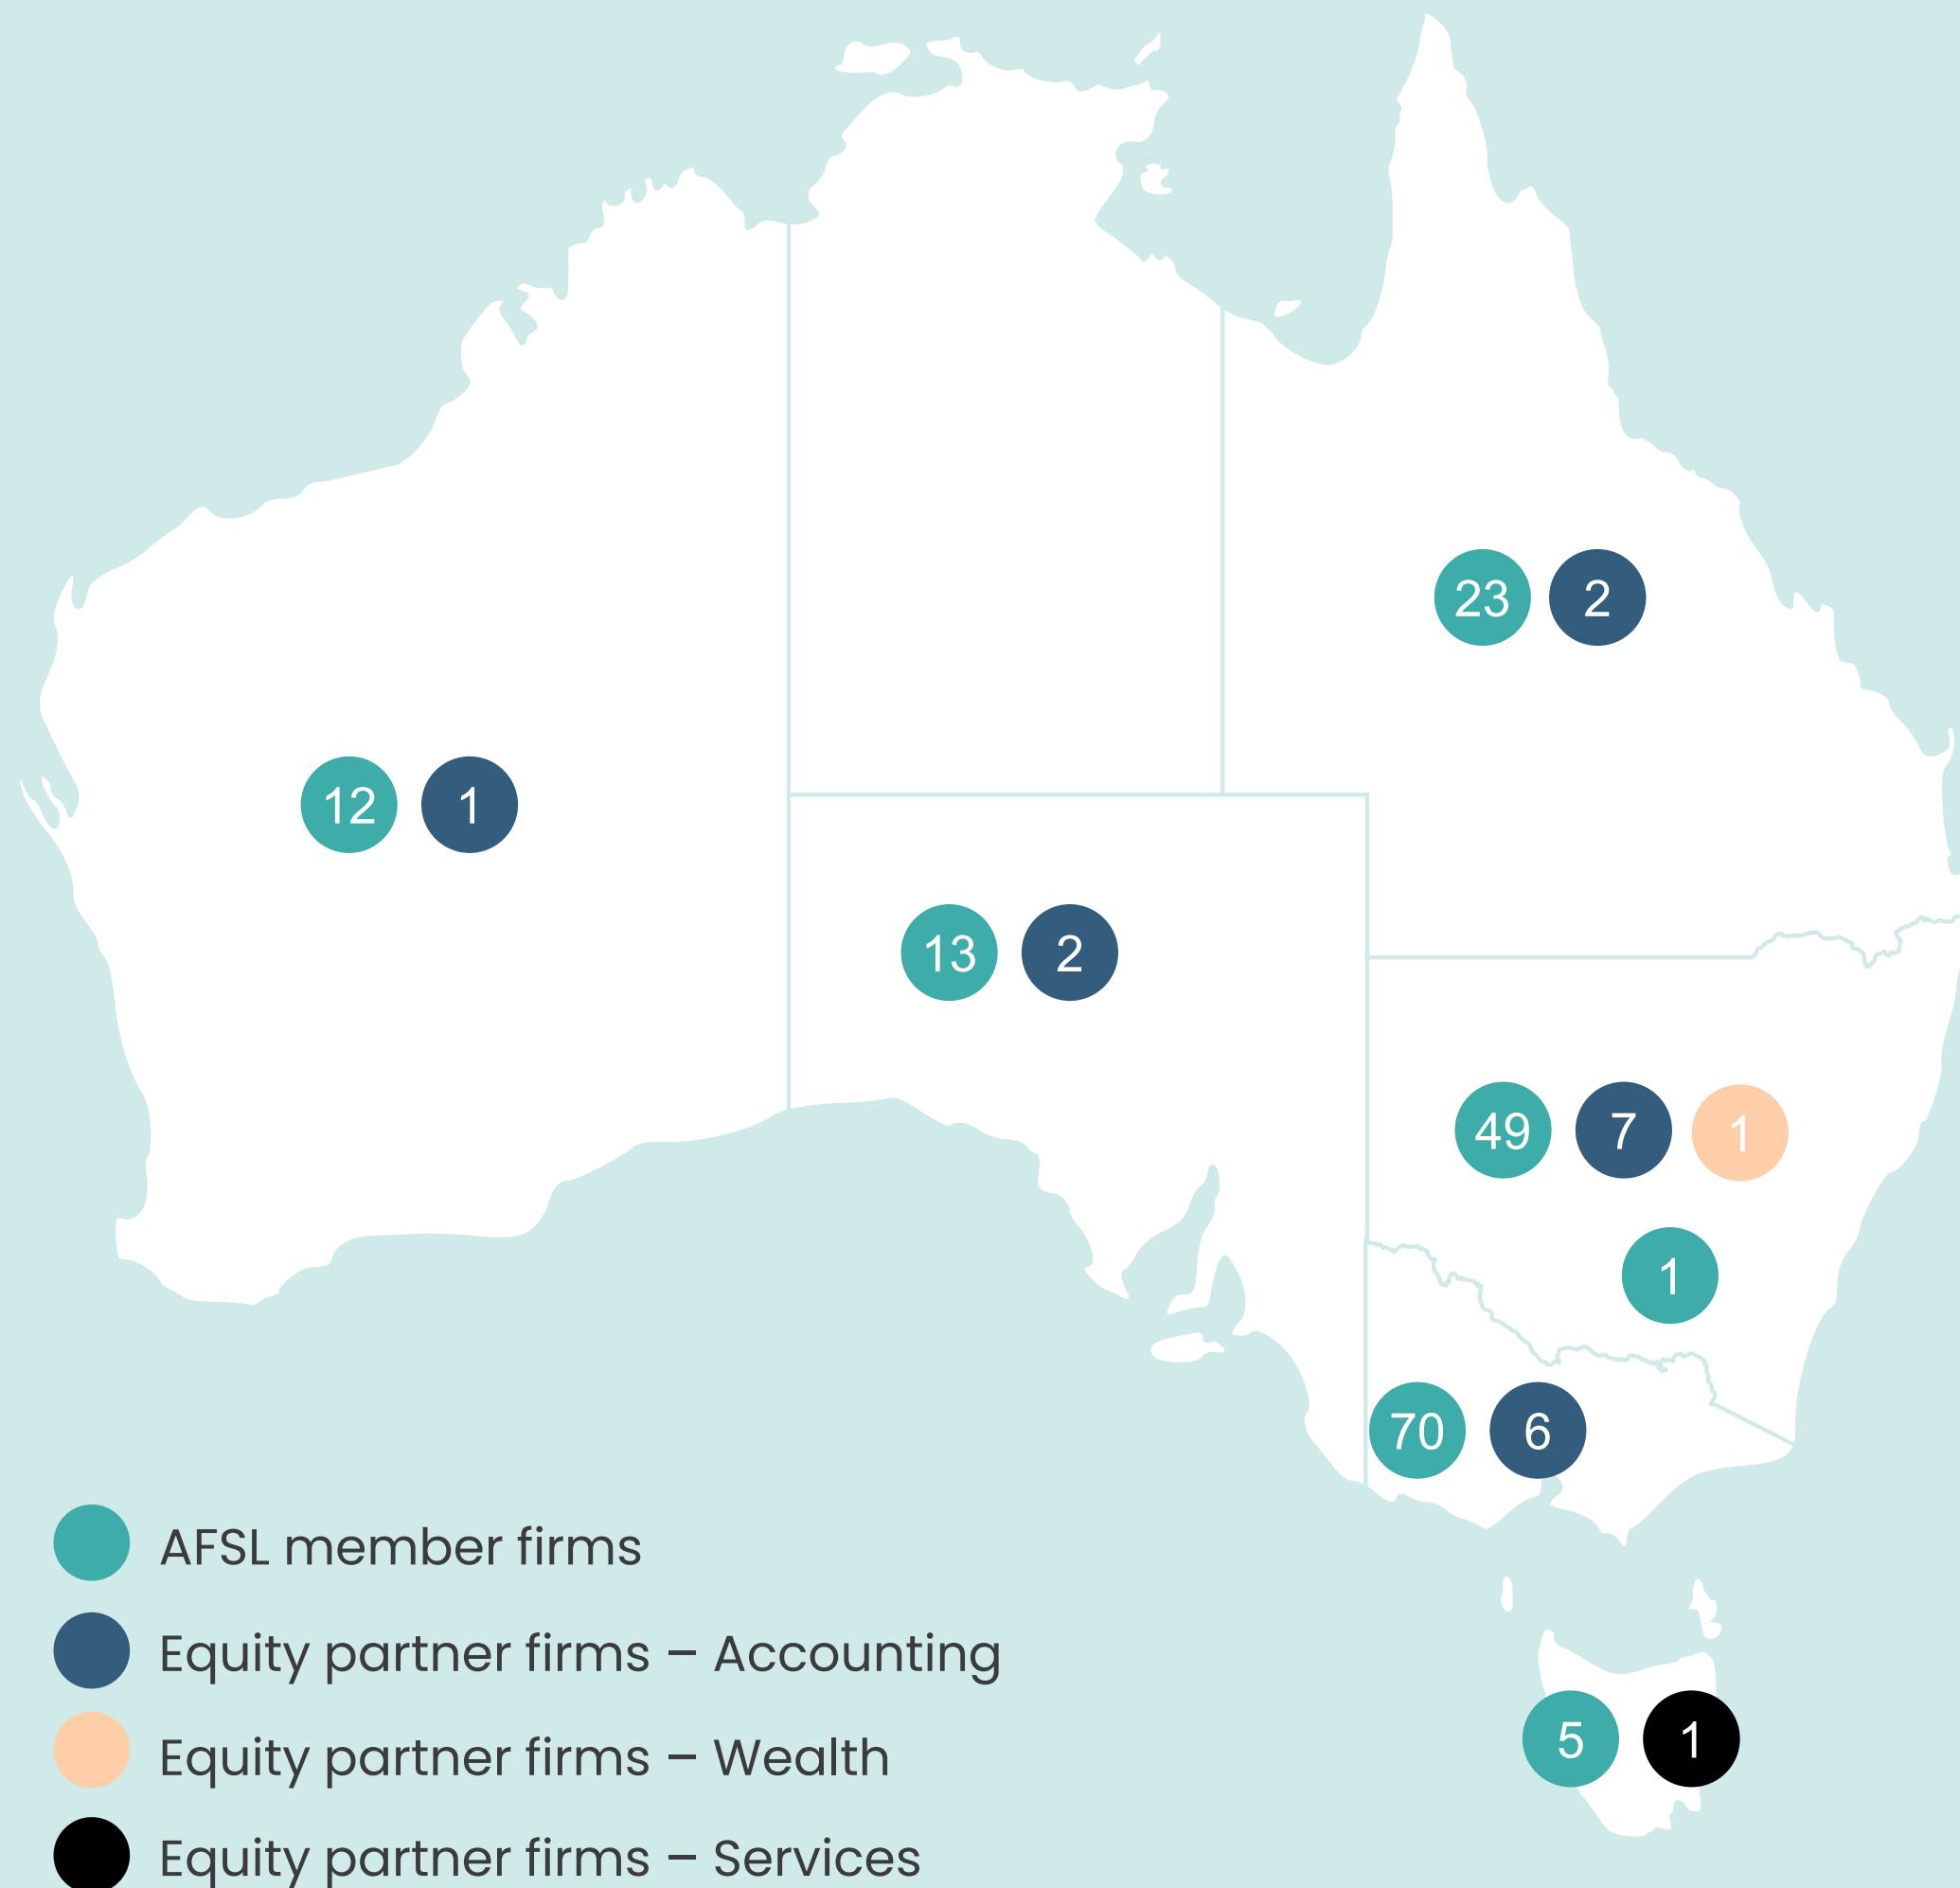 23 2
12 1
13 2
49 7 1
1
70 6
AFSL member firms
Equity partner firms – Accounting
Equity partner firms – Wealth
5 1
Equity partner firms – Services